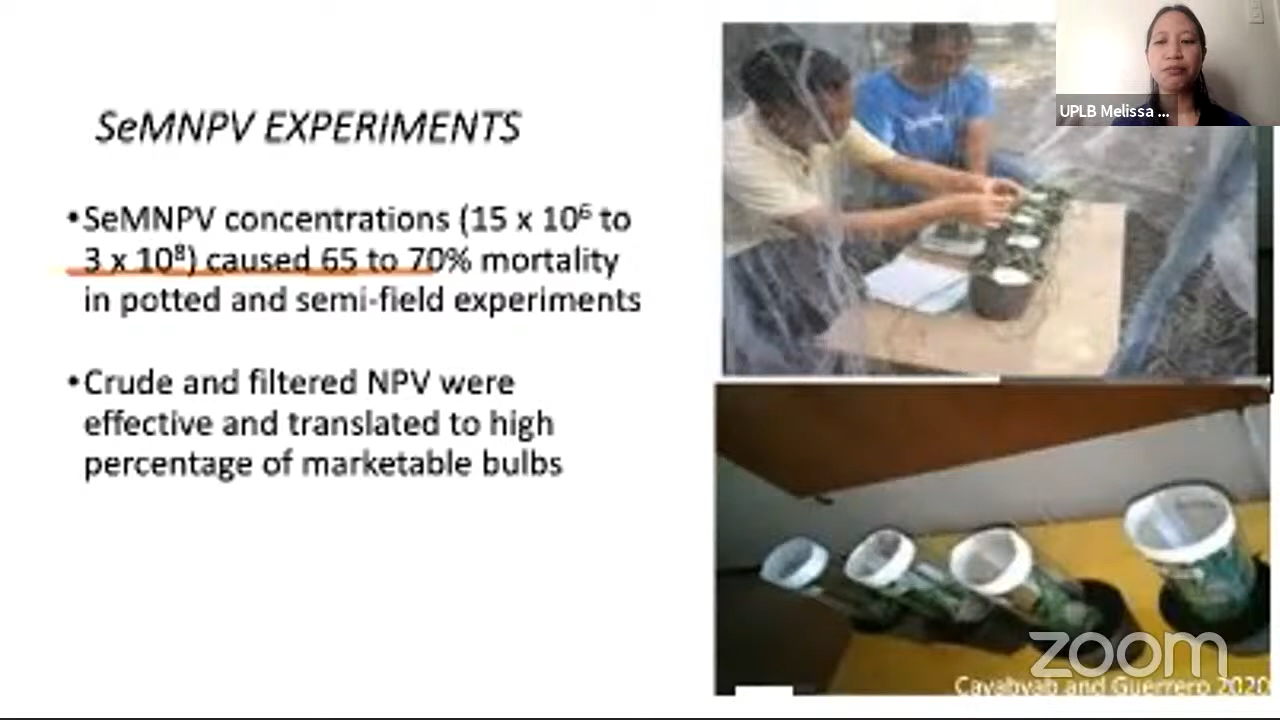 UPLB Melissa ...
SeMNPV EXPERIMENTS
•SeMNPV concentrations (15 x 10⁶ to
3 x 10⁸) caused 65 to 70% mortality
in potted and semi-field experiments
•Crude and filtered NPV were
effective and translated to high
percentage of marketable bulbs
zoom
Cayabyab and Guerrero 2020